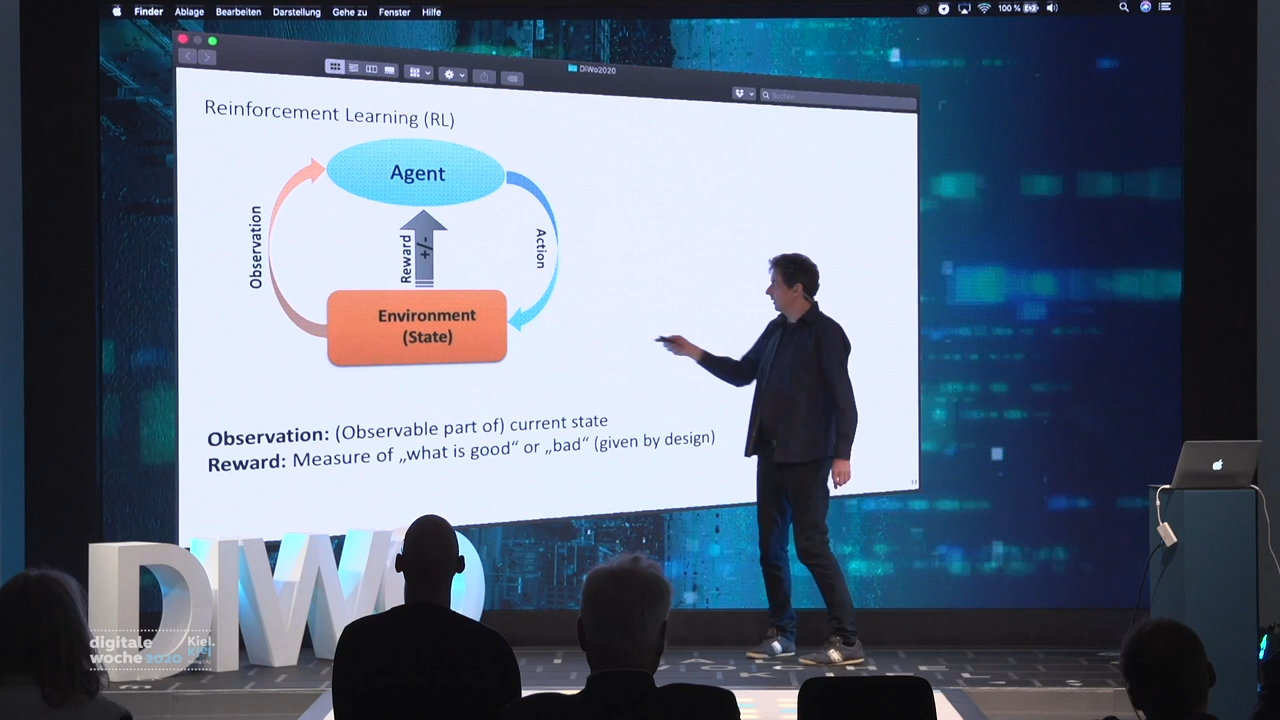 Finder Ablage Bearbeiten Darstellung Gehe zu Fenster Hilfe
100 %
DiWo2020
Suchen
Reinforcement Learning (RL)
Agent
Observation
Reward
+/-
Action
Environment
(State)
Observation: (Observable part of) current state
Reward: Measure of „what is good“ or „bad“ (given by design)
DiWO
digitale
woche 2020
Kiel.